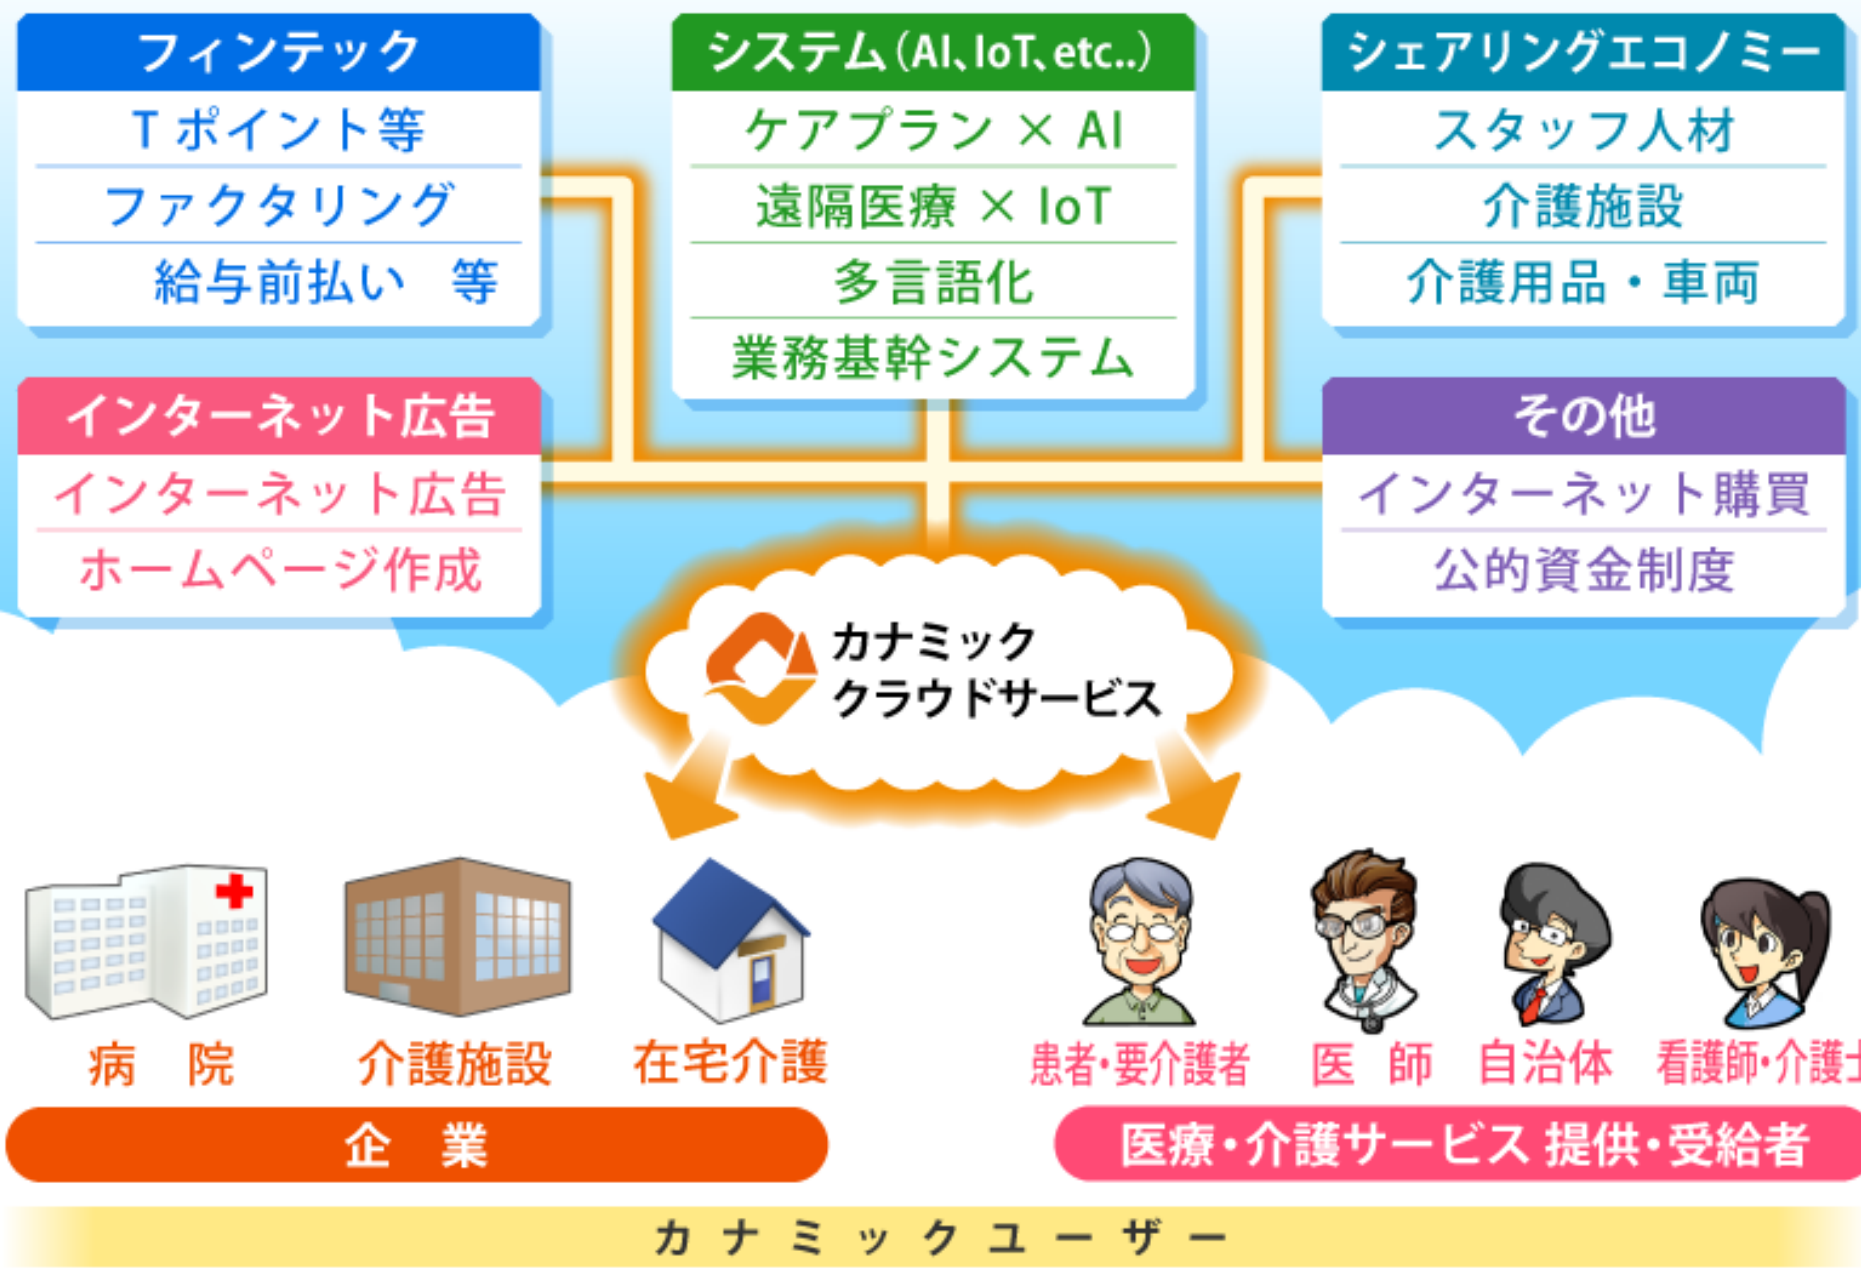 フィンテック
Tポイント等
ファクタリング
給与前払い 等
システム(AI、IoT、etc..)
ケアプラン × AI
遠隔医療 × IoT
多言語化
業務基幹システム
シェアリングエコノミー
スタッフ人材
介護施設
介護用品・車両
インターネット広告
インターネット広告
ホームページ作成
その他
インターネット購買
公的資金制度
カナミック
クラウドサービス
病 院
介護施設
在宅介護
患者・要介護者
医 師
自治体
看護師・介護士
企 業
医療・介護サービス 提供・受給者
カナミックユーザー